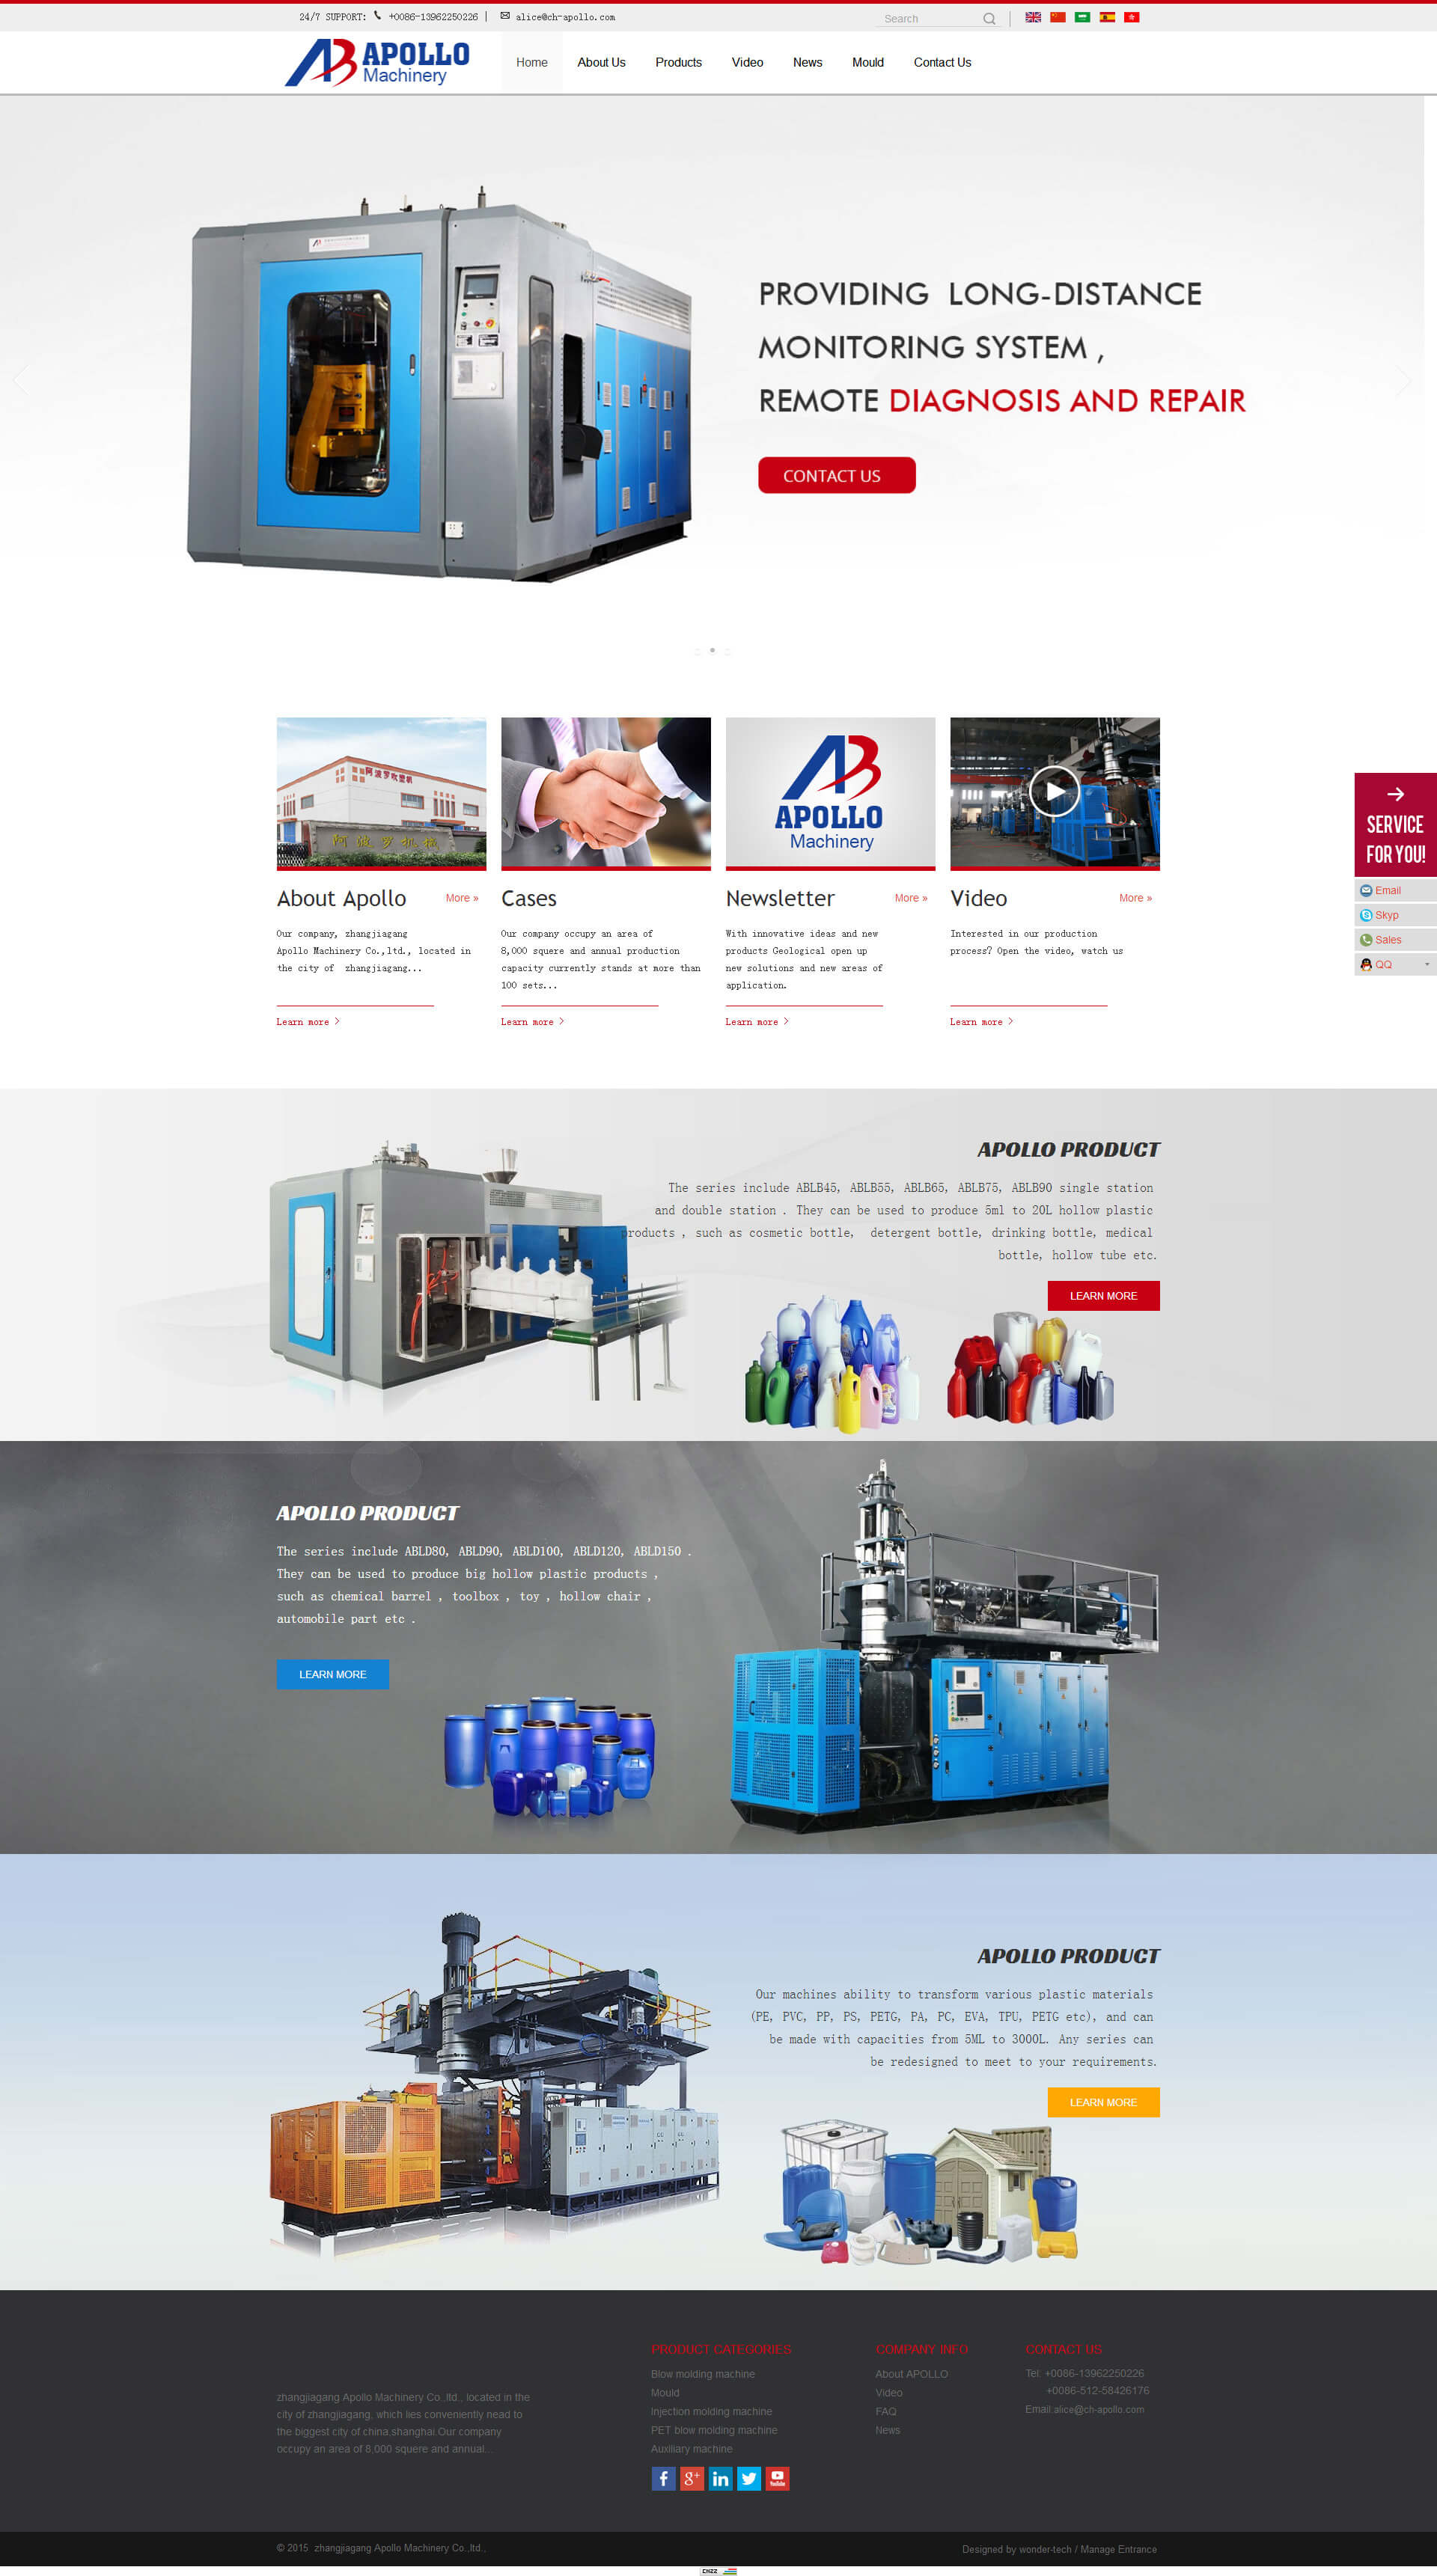 24/7 SUPPORT: +0086-13962250226 | alice@ch-apollo.com
Search
AB APOLLO
Machinery
Home About Us Products Video News Mould Contact Us
PROVIDING LONG-DISTANCE
MONITORING SYSTEM ,
REMOTE DIAGNOSIS AND REPAIR
CONTACT US
阿波罗吹塑机
阿波罗机械
AB
APOLLO
Machinery
SERVICE
FOR YOU!
Email
Skyp
Sales
QQ
About Apollo More »
Our company, zhangjiagang
Apollo Machinery Co.,ltd., located in
the city of zhangjiagang...
Learn more >
Cases
Our company occupy an area of
8,000 squere and annual production
capacity currently stands at more than
100 sets...
Learn more >
Newsletter More »
With innovative ideas and new
products Geological open up
new solutions and new areas of
application.
Learn more >
Video More »
Interested in our production
process? Open the video, watch us
Learn more >
APOLLO PRODUCT
The series include ABLB45, ABLB55, ABLB65, ABLB75, ABLB90 single station
and double station . They can be used to produce 5ml to 20L hollow plastic
products , such as cosmetic bottle, detergent bottle, drinking bottle, medical
bottle, hollow tube etc.
LEARN MORE
APOLLO PRODUCT
The series include ABLD80, ABLD90, ABLD100, ABLD120, ABLD150 .
They can be used to produce big hollow plastic products ,
such as chemical barrel , toolbox , toy , hollow chair ,
automobile part etc .
LEARN MORE
APOLLO PRODUCT
Our machines ability to transform various plastic materials
(PE, PVC, PP, PS, PETG, PA, PC, EVA, TPU, PETG etc), and can
be made with capacities from 5ML to 3000L. Any series can
be redesigned to meet to your requirements.
LEARN MORE
zhangjiagang Apollo Machinery Co.,ltd., located in the
city of zhangjiagang, which lies conveniently nead to
the biggest city of china,shanghai.Our company
occupy an area of 8,000 squere and annual...
PRODUCT CATEGORIES
Blow molding machine
Mould
Injection molding machine
PET blow molding machine
Auxiliary machine
COMPANY INFO
About APOLLO
Video
FAQ
News
CONTACT US
Tel: +0086-13962250226
+0086-512-58426176
Email:alice@ch-apollo.com
YouTube
© 2015 zhangjiagang Apollo Machinery Co.,ltd.,
Designed by wonder-tech / Manage Entrance
CNZZ